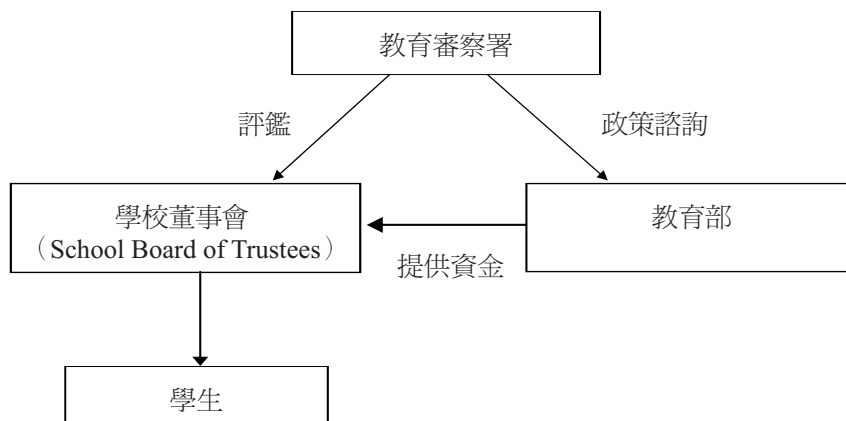 教育審察署
評鑑
政策諮詢
學校董事會
（School Board of Trustees）
教育部
提供資金
學生